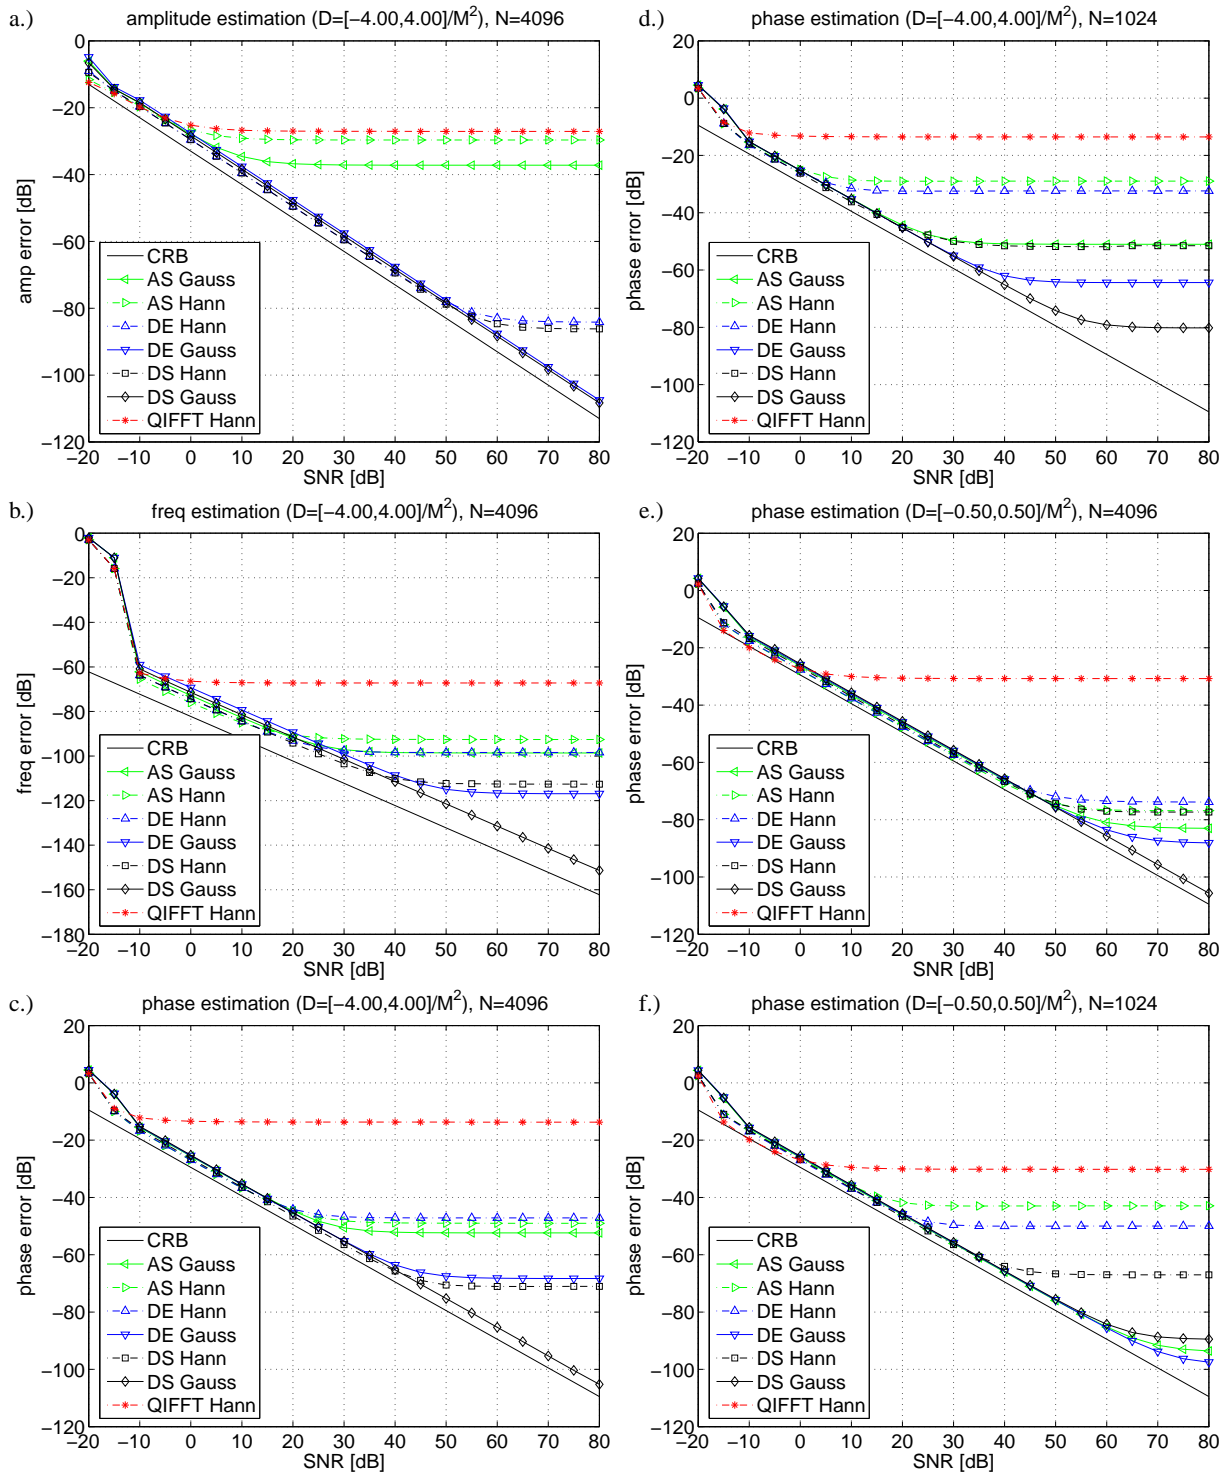 a.)
amplitude estimation (D=[−4.00,4.00]/M²), N=4096
0
−20
−40
−60
−80
−100
−120
amp error [dB]
CRB
AS Gauss
AS Hann
DE Hann
DE Gauss
DS Hann
DS Gauss
QIFFT Hann
−20 −10 0 10 20 30 40 50 60 70 80
SNR [dB]
d.)
phase estimation (D=[−4.00,4.00]/M²), N=1024
20
0
−20
−40
−60
−80
−100
−120
phase error [dB]
CRB
AS Gauss
AS Hann
DE Hann
DE Gauss
DS Hann
DS Gauss
QIFFT Hann
−20 −10 0 10 20 30 40 50 60 70 80
SNR [dB]
b.)
freq estimation (D=[−4.00,4.00]/M²), N=4096
0
−20
−40
−60
−80
−100
−120
−140
−160
−180
freq error [dB]
CRB
AS Gauss
AS Hann
DE Hann
DE Gauss
DS Hann
DS Gauss
QIFFT Hann
−20 −10 0 10 20 30 40 50 60 70 80
SNR [dB]
e.)
phase estimation (D=[−0.50,0.50]/M²), N=4096
20
0
−20
−40
−60
−80
−100
−120
phase error [dB]
CRB
AS Gauss
AS Hann
DE Hann
DE Gauss
DS Hann
DS Gauss
QIFFT Hann
−20 −10 0 10 20 30 40 50 60 70 80
SNR [dB]
c.)
phase estimation (D=[−4.00,4.00]/M²), N=4096
20
0
−20
−40
−60
−80
−100
−120
phase error [dB]
CRB
AS Gauss
AS Hann
DE Hann
DE Gauss
DS Hann
DS Gauss
QIFFT Hann
−20 −10 0 10 20 30 40 50 60 70 80
SNR [dB]
f.)
phase estimation (D=[−0.50,0.50]/M²), N=1024
20
0
−20
−40
−60
−80
−100
−120
phase error [dB]
CRB
AS Gauss
AS Hann
DE Hann
DE Gauss
DS Hann
DS Gauss
QIFFT Hann
−20 −10 0 10 20 30 40 50 60 70 80
SNR [dB]